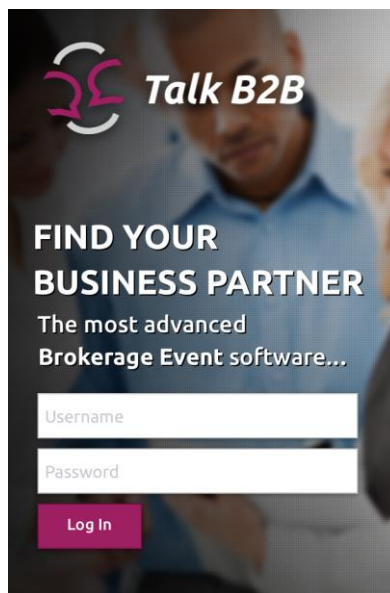 Talk B2B
FIND YOUR
BUSINESS PARTNER
The most advanced
Brokerage Event software...
Username
Password
Log In